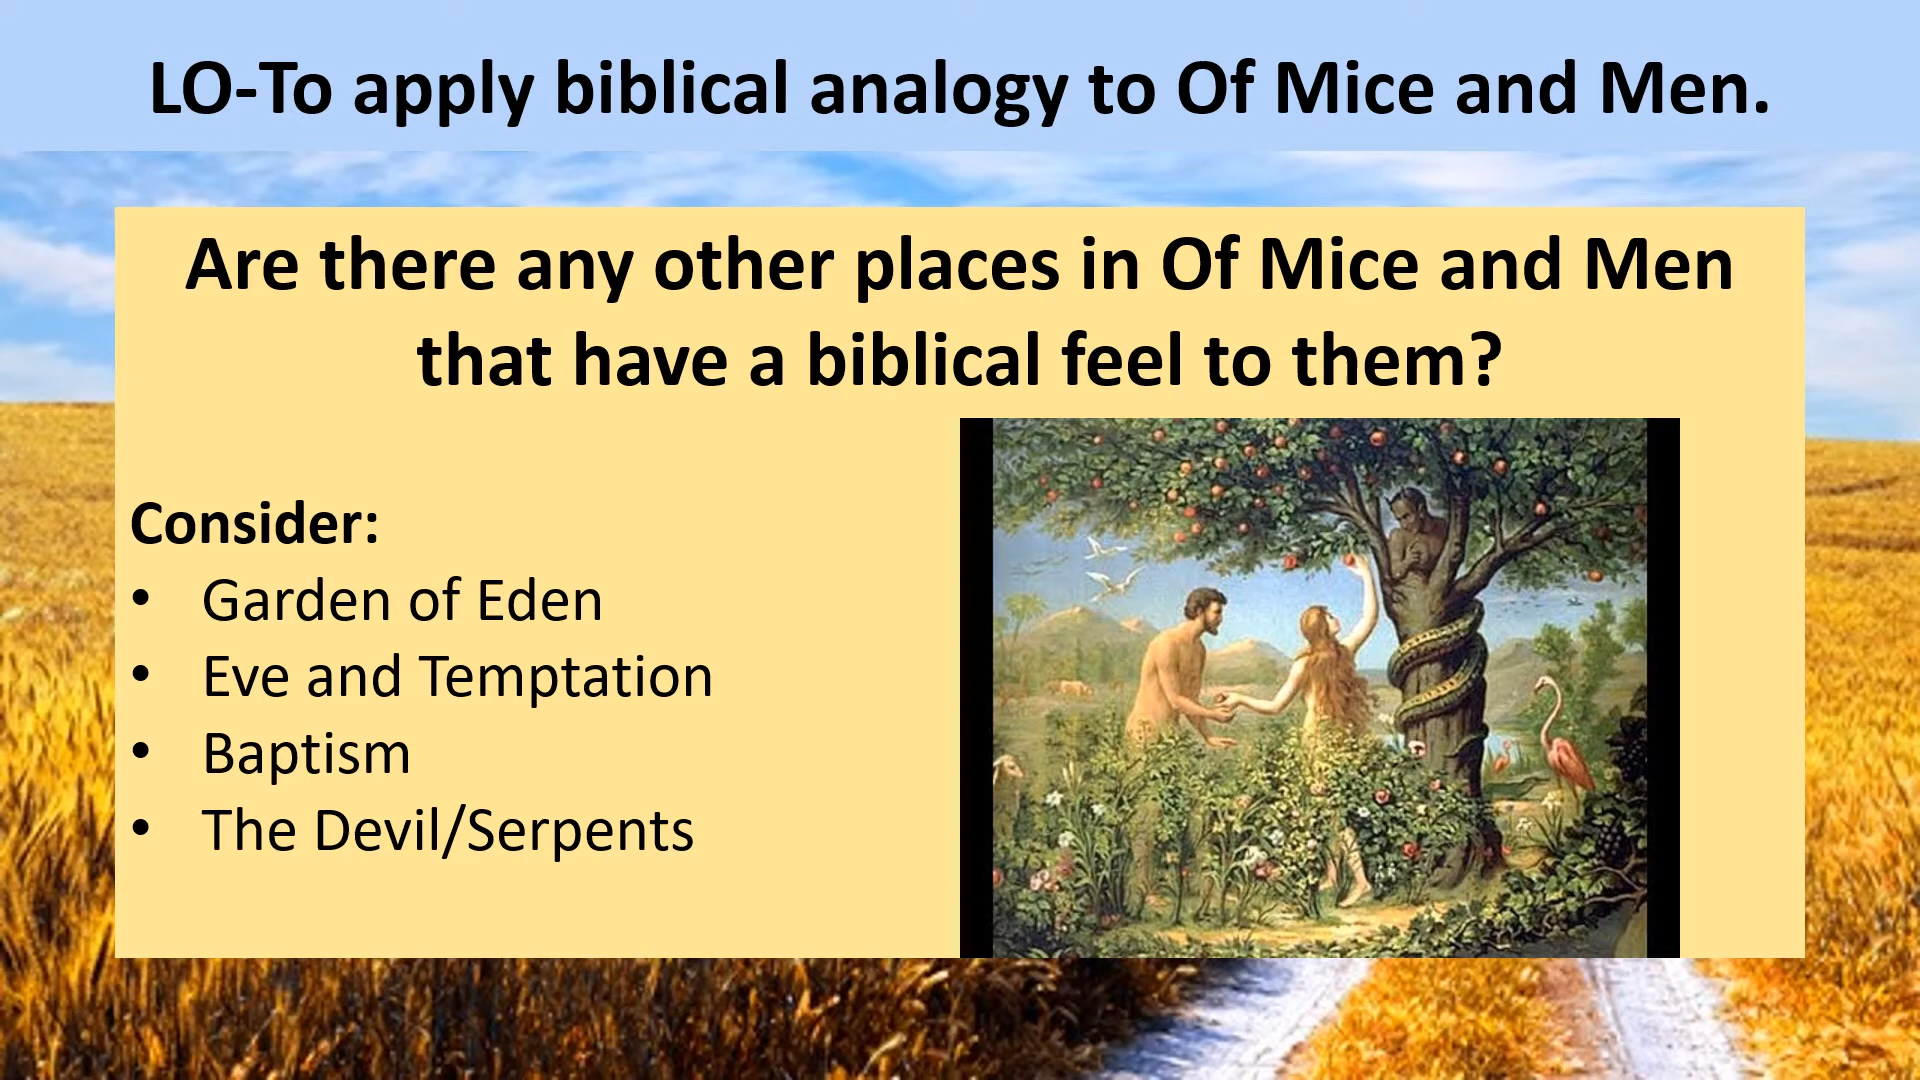 LO-To apply biblical analogy to Of Mice and Men.
Are there any other places in Of Mice and Men
that have a biblical feel to them?
Consider:
• Garden of Eden
• Eve and Temptation
• Baptism
• The Devil/Serpents